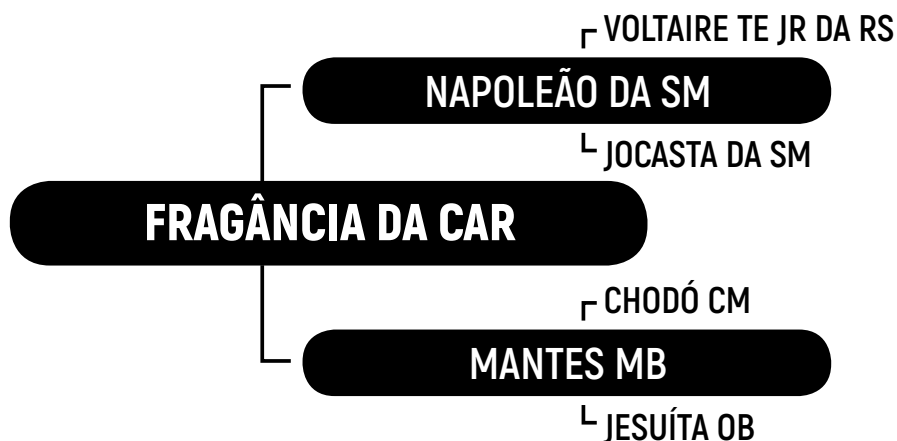 VOLTAIRE TE JR DA RS
NAPOLEÃO DA SM
JOCASTA DA SM
FRAGÂNCIA DA CAR
CHODÓ CM
MANTES MB
JESUÍTA OB